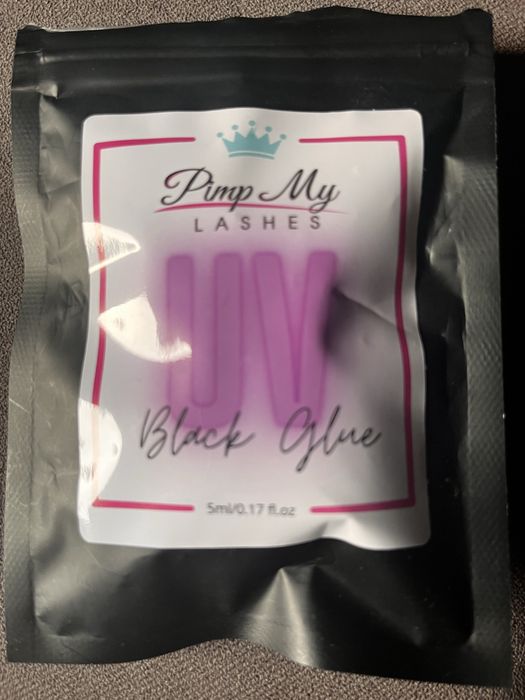 Pimp My
LASHES
UV
Black Glue
5ml/0.17 fl.oz